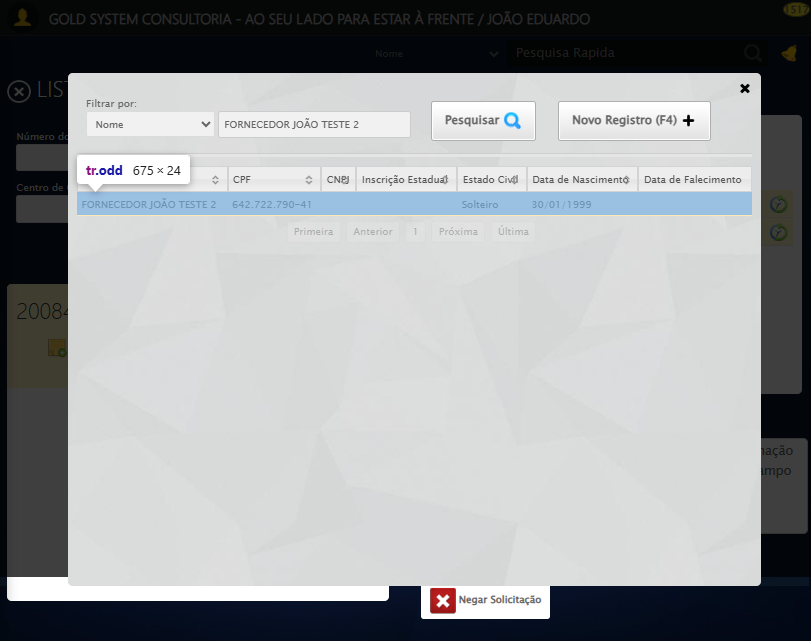 GOLD SYSTEM CONSULTORIA - AO SEU LADO PARA ESTAR À FRENTE / JOÃO EDUARDO
Nome
Pesquisa Rapida
LIS
Filtrar por:
Nome
FORNECEDOR JOÃO TESTE 2
Pesquisar
Novo Registro (F4)
Número do
Centro de
tr.odd 675 × 24
CPF
CNPJ
Inscrição Estadual
Estado Civil
Data de Nascimento
Data de Falecimento
FORNECEDOR JOÃO TESTE 2
642.722.790-41
Solteiro
30/01/1999
Primeira
Anterior
1
Próxima
Última
20084
mação
ampo
Negar Solicitação